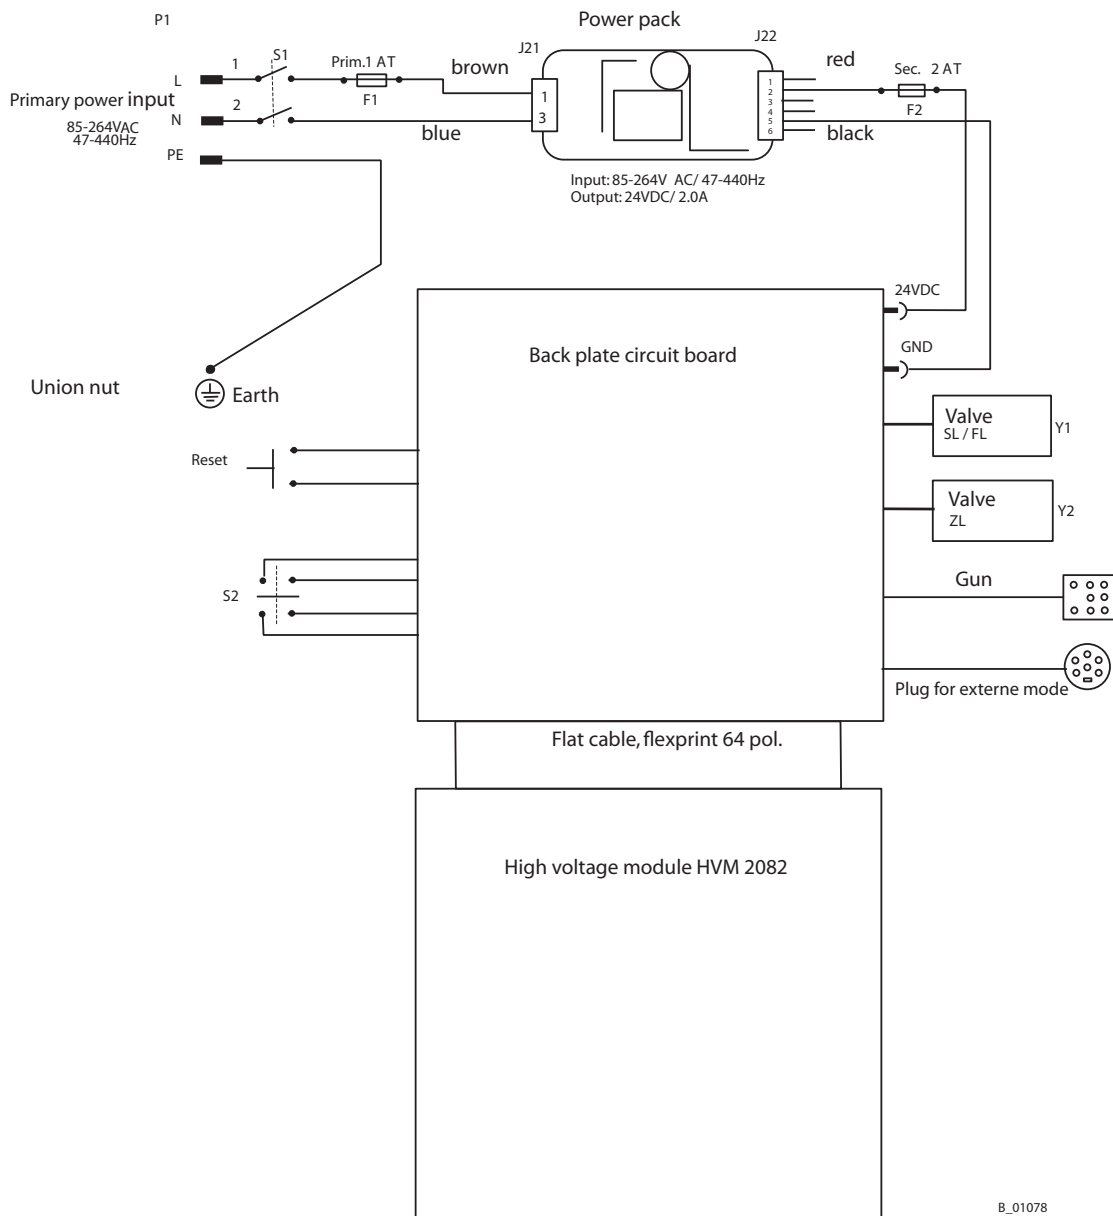 P1
Power pack
J21
J22
1
S1
Prim.1 AT
brown
red
Sec. 2 AT
L
F1
F2
Primary power input
85-264VAC
47-440Hz
2
N
blue
black
PE
1
3
1
2
3
4
5
6
Input: 85-264V AC/ 47-440Hz
Output: 24VDC/ 2.0A
24VDC
GND
Back plate circuit board
Union nut
Earth
Valve
SL / FL
Y1
Reset
Valve
ZL
Y2
S2
Gun
Plug for externe mode
Flat cable, flexprint 64 pol.
High voltage module HVM 2082
B_01078